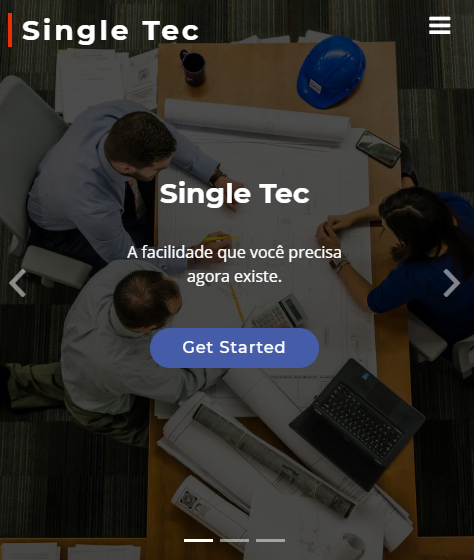 Single Tec
Single Tec
A facilidade que você precisa
agora existe.
Get Started